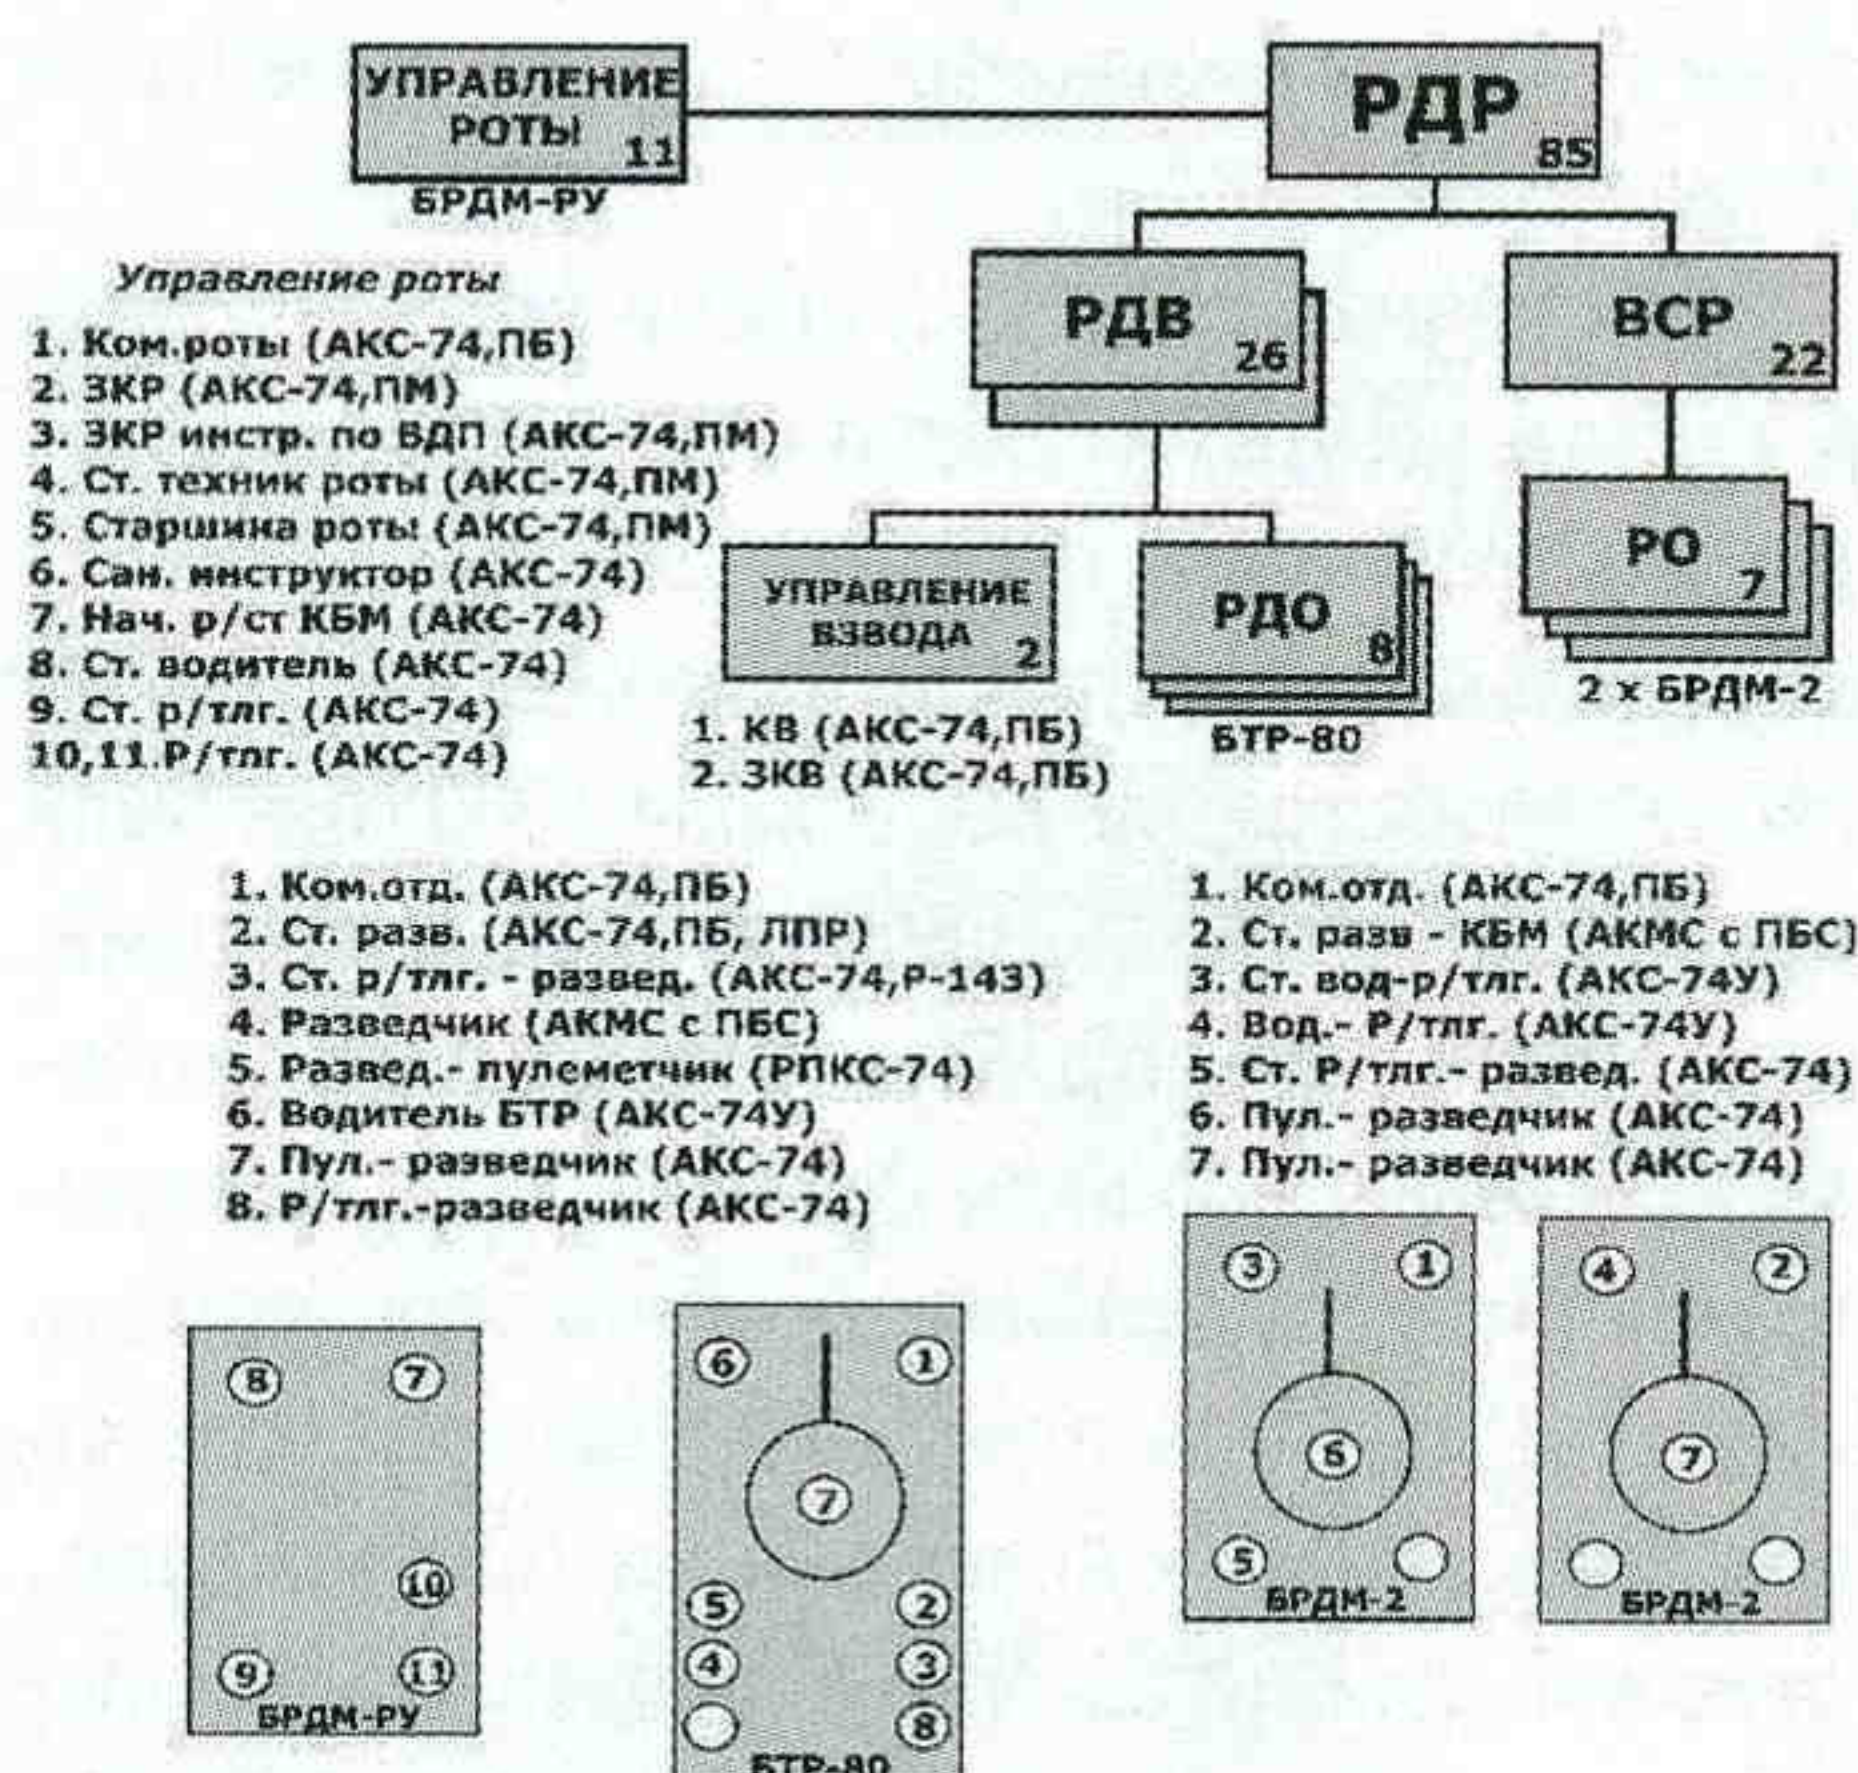 УПРАВЛЕНИЕ
РОТЫ
11
БРДМ-РУ
РДР
85
РДВ
26
ВСР
22
РО
7
2 x БРДМ-2
УПРАВЛЕНИЕ
ВЗВОДА
2
РДО
8
БТР-80
Управление роты
1. Ком.роты (АКС-74,ПБ)
2. ЗКР (АКС-74,ПМ)
3. ЗКР инстр. по ВДП (АКС-74,ПМ)
4. Ст. техник роты (АКС-74,ПМ)
5. Старшина роты (АКС-74,ПМ)
6. Сан. инструктор (АКС-74)
7. Нач. р/ст КБМ (АКС-74)
8. Ст. водитель (АКС-74)
9. Ст. р/тлг. (АКС-74)
10,11.Р/тлг. (АКС-74)
1. КВ (АКС-74,ПБ)
2. ЗКВ (АКС-74,ПБ)
1. Ком.отд. (АКС-74,ПБ)
2. Ст. разв. (АКС-74,ПБ, ЛПР)
3. Ст. р/тлг. - развед. (АКС-74,Р-143)
4. Разведчик (АКМС с ПБС)
5. Развед.- пулеметчик (РПКС-74)
6. Водитель БТР (АКС-74У)
7. Пул.- разведчик (АКС-74)
8. Р/тлг.-разведчик (АКС-74)
1. Ком.отд. (АКС-74,ПБ)
2. Ст. разв - КБМ (АКМС с ПБС)
3. Ст. вод-р/тлг. (АКС-74У)
4. Вод.- Р/тлг. (АКС-74У)
5. Ст. Р/тлг.- развед. (АКС-74)
6. Пул.- разведчик (АКС-74)
7. Пул.- разведчик (АКС-74)
8 7
10
9 11
БРДМ-РУ
6 1
7
5 2
4 3
8
БТР-80
3 1
6
5
БРДМ-2
4 2
7
БРДМ-2